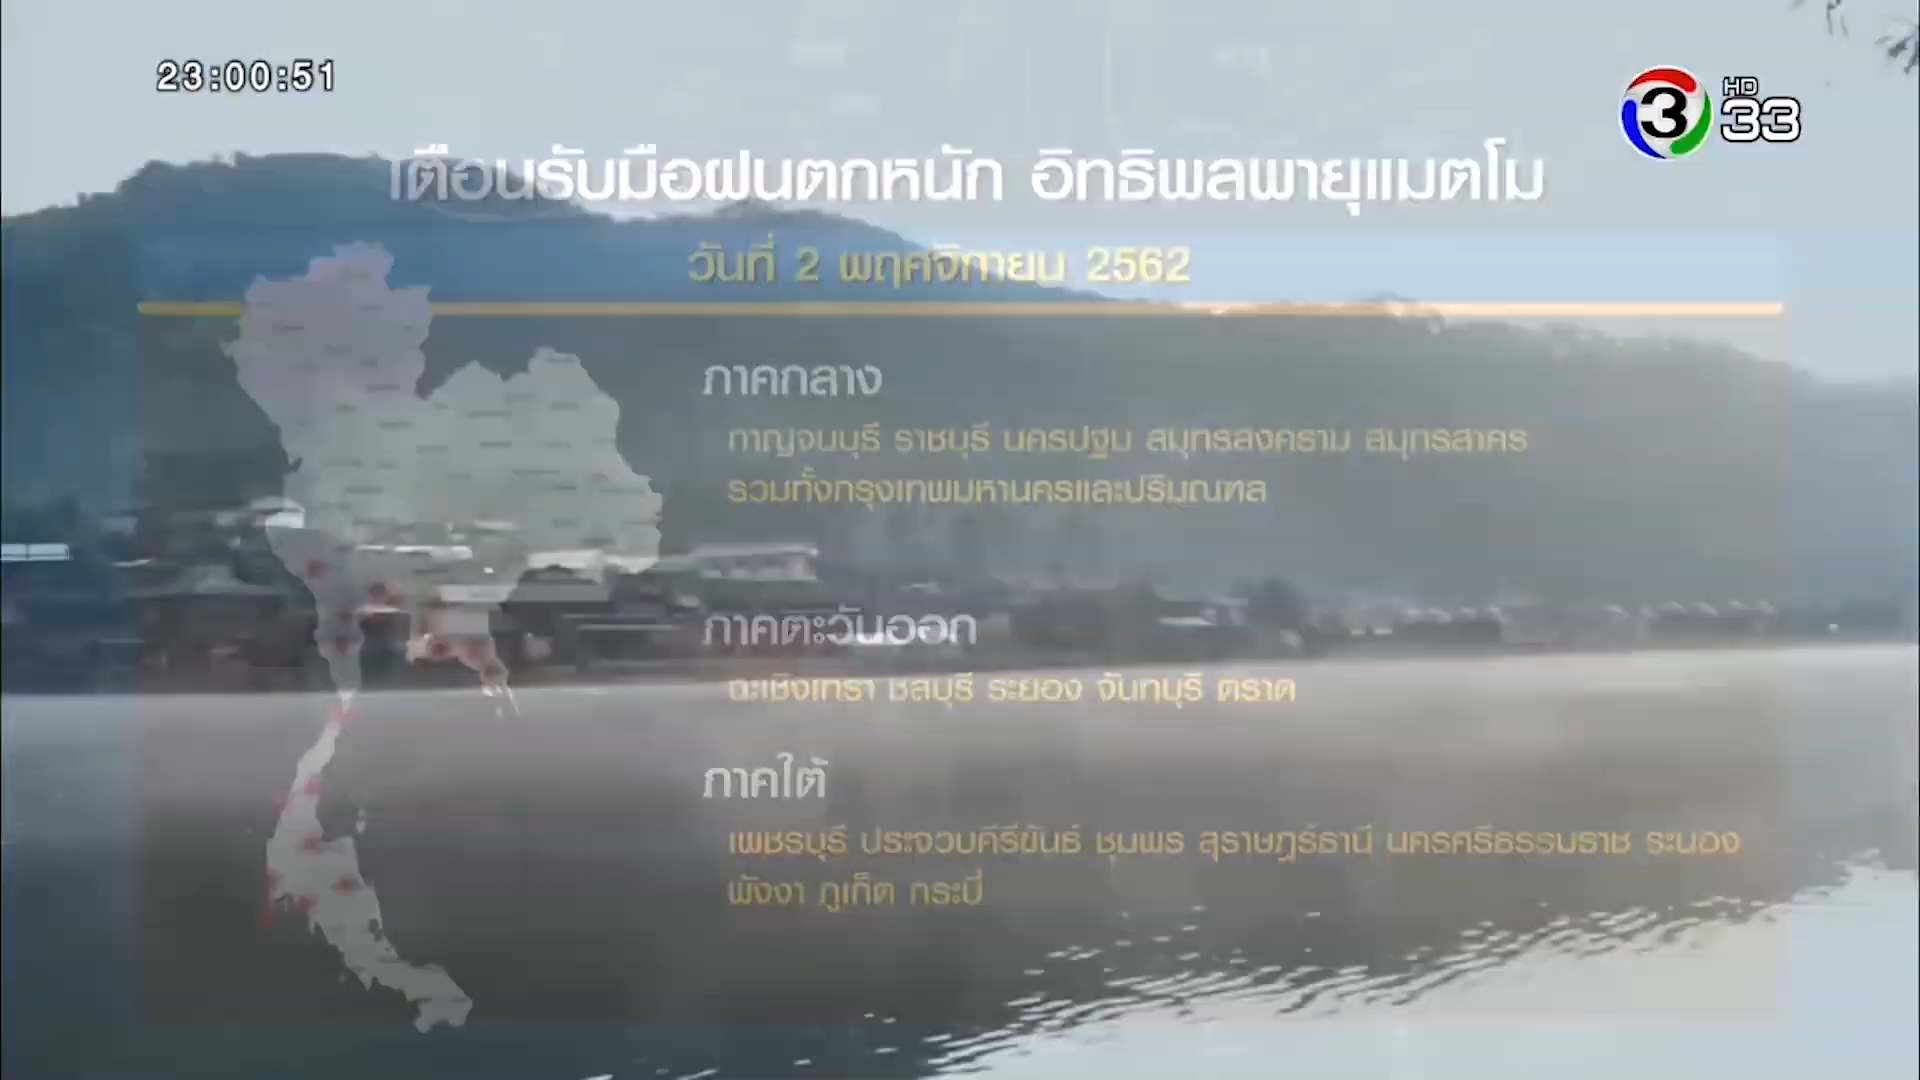 23:00:51
3 HD 33
เตือนรับมือฝนตกหนัก อิทธิพลพายุแมตโม
วันที่ 2 พฤศจิกายน 2562
ภาคกลาง
กาญจนบุรี ราชบุรี นครปฐม สมุทรสงคราม สมุทรสาคร
รวมทั้งกรุงเทพมหานครและปริมณฑล
ภาคตะวันออก
ฉะเชิงเทรา ชลบุรี ระยอง จันทบุรี ตราด
ภาคใต้
เพชรบุรี ประจวบคีรีขันธ์ ชุมพร สุราษฎร์ธานี นครศรีธรรมราช ระนอง
พังงา ภูเก็ต กระบี่